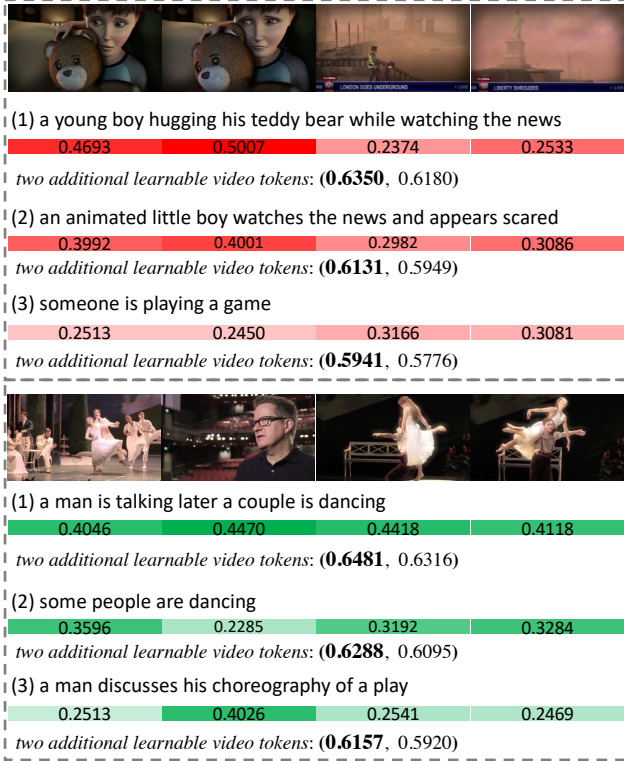 LONDON GOES UNDERGROUND
LIBERTY SHROUDED
(1) a young boy hugging his teddy bear while watching the news
0.4693 0.5007 0.2374 0.2533
two additional learnable video tokens: (0.6350, 0.6180)
(2) an animated little boy watches the news and appears scared
0.3992 0.4001 0.2982 0.3086
two additional learnable video tokens: (0.6131, 0.5949)
(3) someone is playing a game
0.2513 0.2450 0.3166 0.3081
two additional learnable video tokens: (0.5941, 0.5776)
(1) a man is talking later a couple is dancing
0.4046 0.4470 0.4418 0.4118
two additional learnable video tokens: (0.6481, 0.6316)
(2) some people are dancing
0.3596 0.2285 0.3192 0.3284
two additional learnable video tokens: (0.6288, 0.6095)
(3) a man discusses his choreography of a play
0.2513 0.4026 0.2541 0.2469
two additional learnable video tokens: (0.6157, 0.5920)